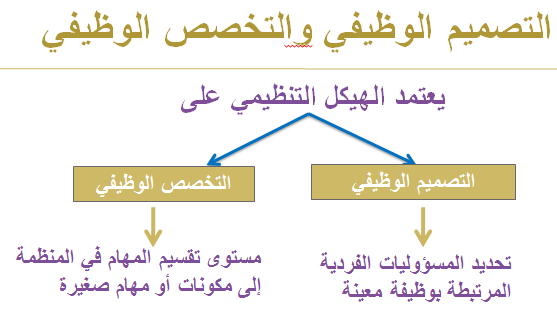 التصميم الوظيفي والتخصص الوظيفي
يعتمد الهيكل التنظيمي على
التصميم الوظيفي
تحديد المسؤوليات الفردية
المرتبطة بوظيفة معينة
التخصص الوظيفي
مستوى تقسيم المهام في المنظمة
إلى مكونات أو مهام صغيرة